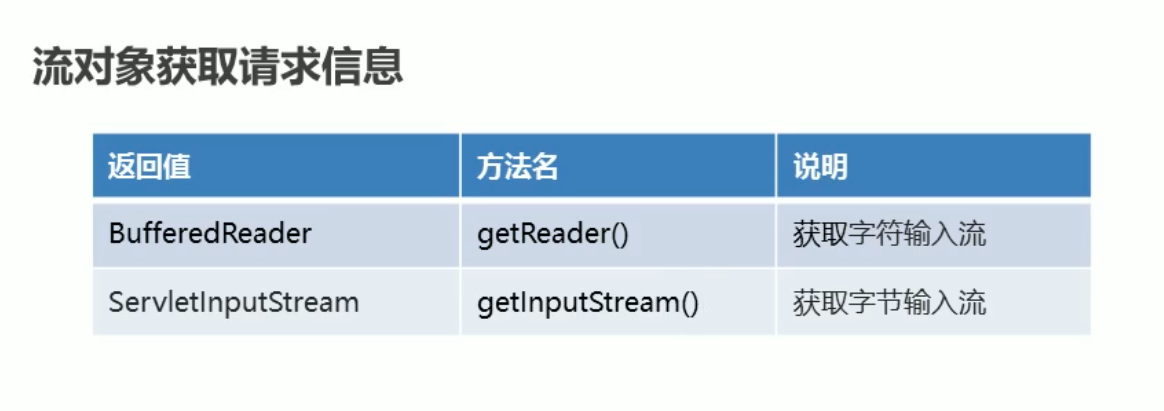 流对象获取请求信息
返回值 方法名 说明
BufferedReader getReader() 获取字符输入流
ServletInputStream getInputStream() 获取字节输入流